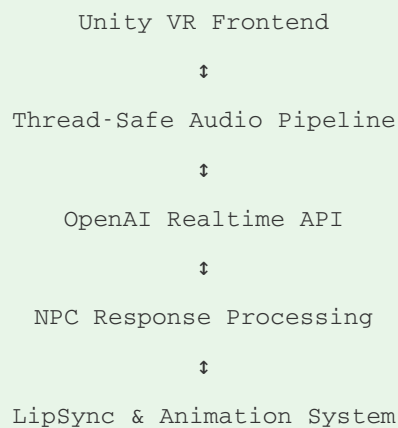 Unity VR Frontend
↕
Thread-Safe Audio Pipeline
↕
OpenAI Realtime API
↕
NPC Response Processing
↕
LipSync & Animation System